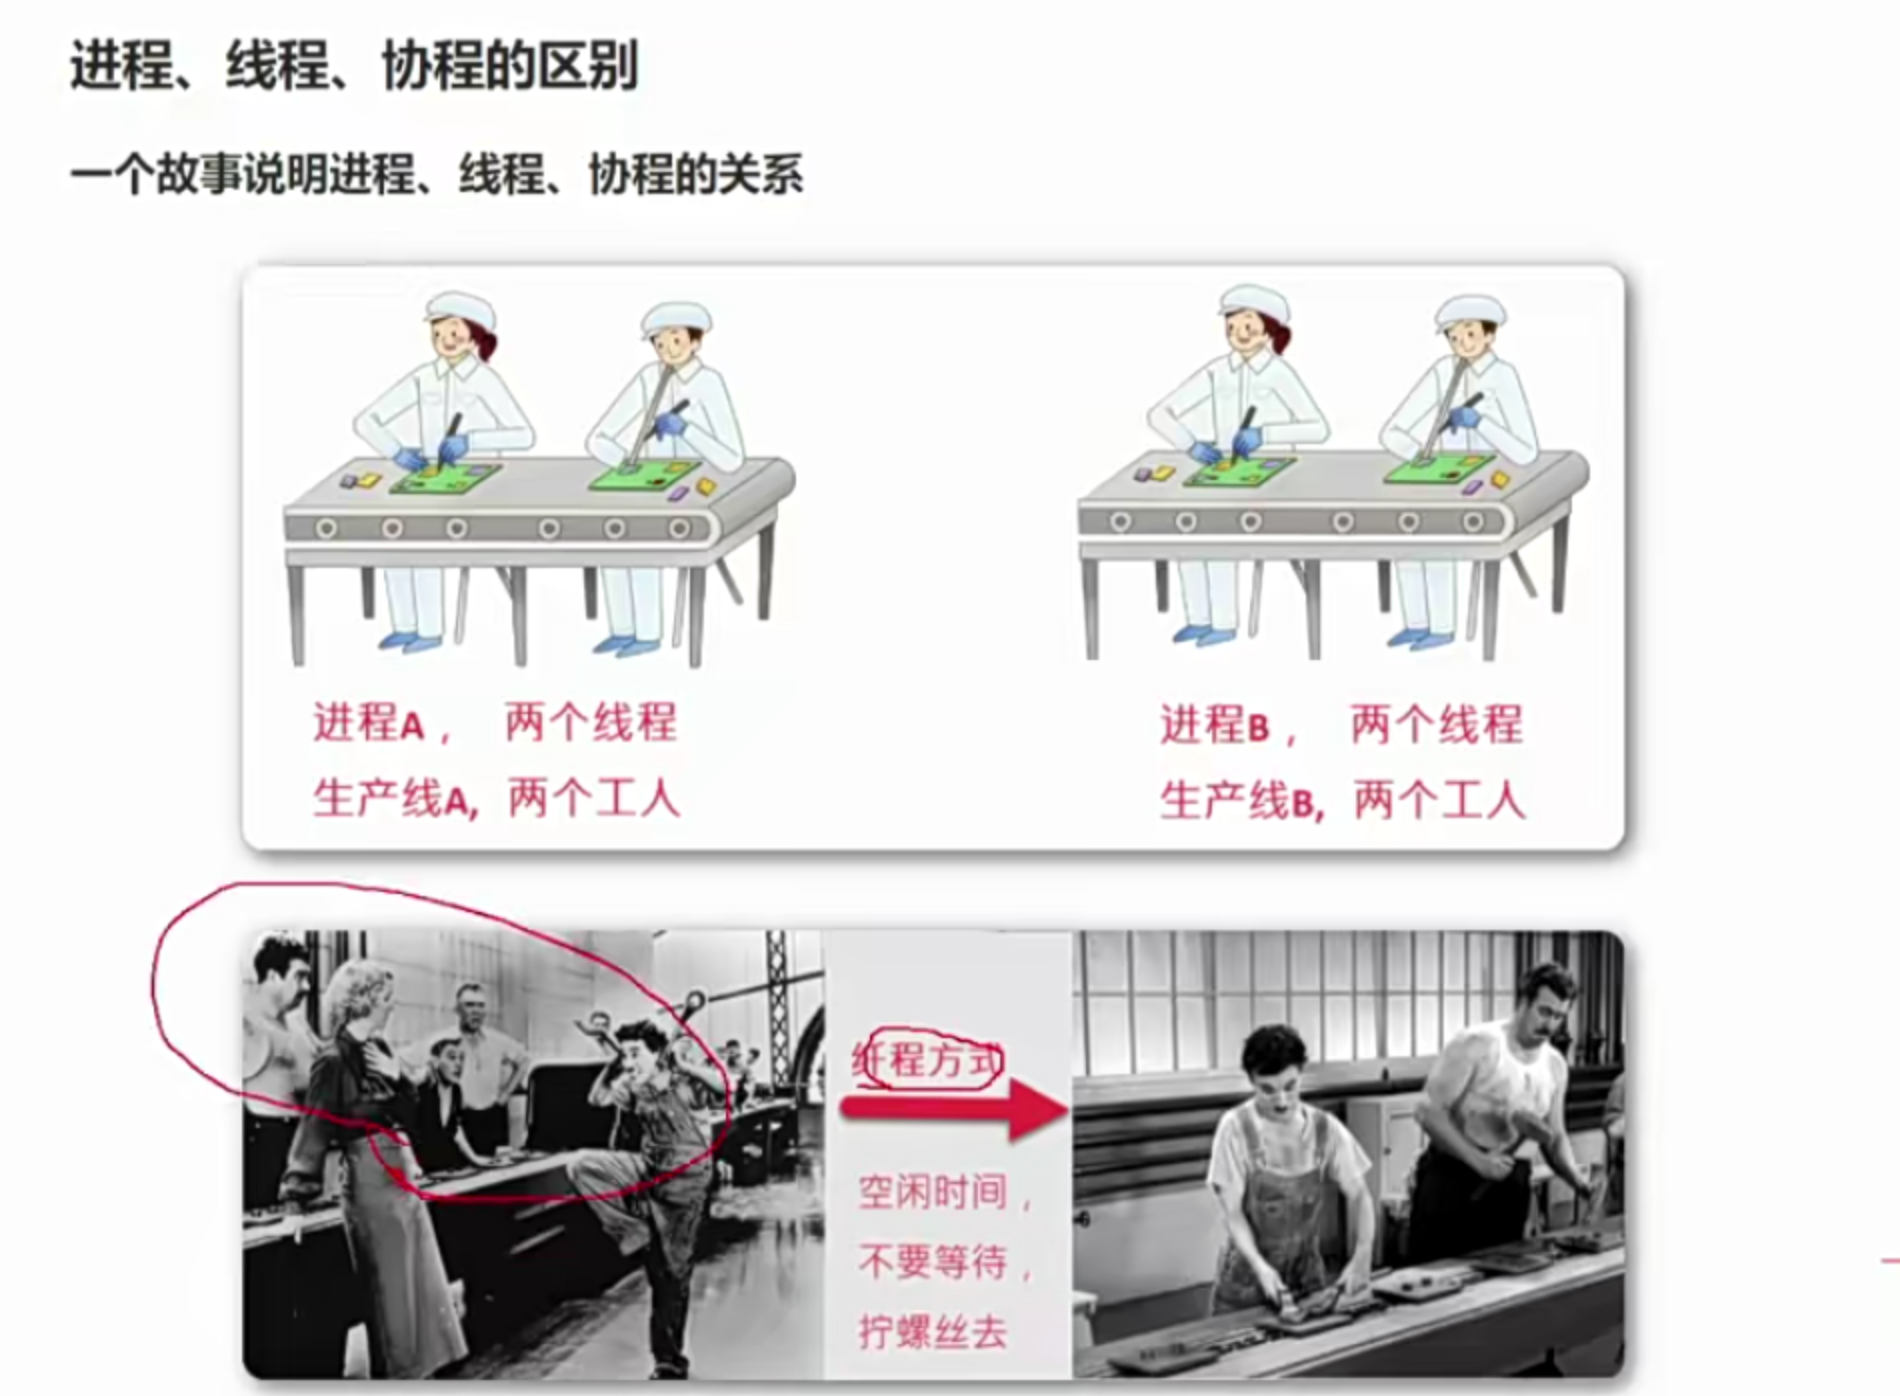 进程、线程、协程的区别
一个故事说明进程、线程、协程的关系
进程A， 两个线程
生产线A, 两个工人
进程B， 两个线程
生产线B, 两个工人
纤程方式
空闲时间，
不要等待，
拧螺丝去